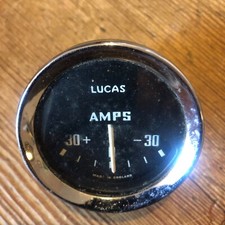 LUCAS
AMPS
30+ -30
MADE IN ENGLAND